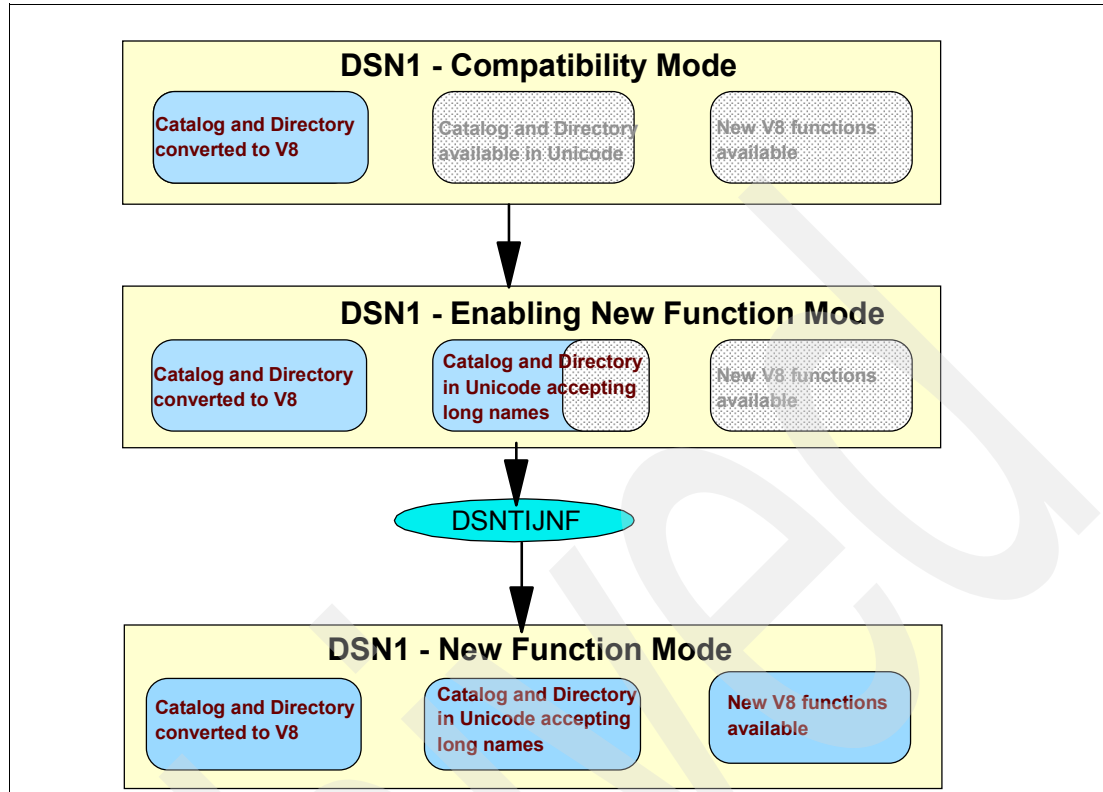 DSN1 - Compatibility Mode
Catalog and Directory
converted to V8
Catalog and Directory
available in Unicode
New V8 functions
available
DSN1 - Enabling New Function Mode
Catalog and Directory
converted to V8
Catalog and Directory
in Unicode accepting
long names
New V8 functions
available
DSNTIJNF
DSN1 - New Function Mode
Catalog and Directory
converted to V8
Catalog and Directory
in Unicode accepting
long names
New V8 functions
available